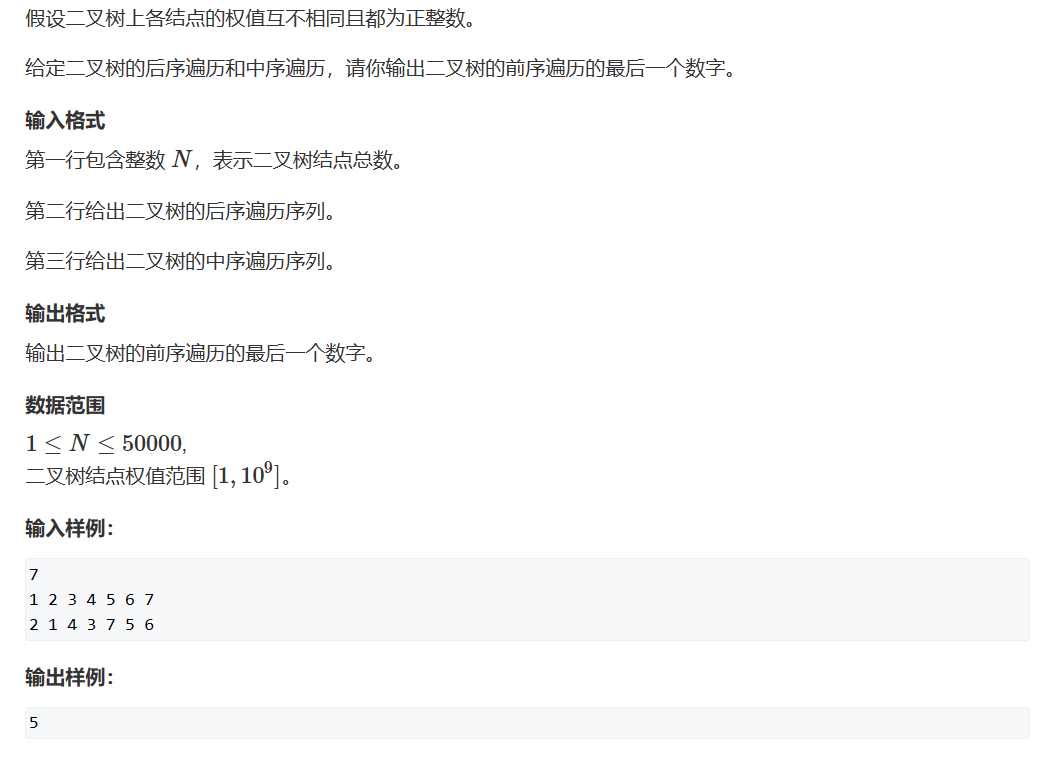 假设二叉树上各结点的权值互不相同且都为正整数。
给定二叉树的后序遍历和中序遍历，请你输出二叉树的前序遍历的最后一个数字。
输入格式
第一行包含整数 N，表示二叉树结点总数。
第二行给出二叉树的后序遍历序列。
第三行给出二叉树的中序遍历序列。
输出格式
输出二叉树的前序遍历的最后一个数字。
数据范围
1 ≤ N ≤ 50000,
二叉树结点权值范围 [1, 10⁹]。
输入样例：
7
1 2 3 4 5 6 7
2 1 4 3 7 5 6
输出样例：
5